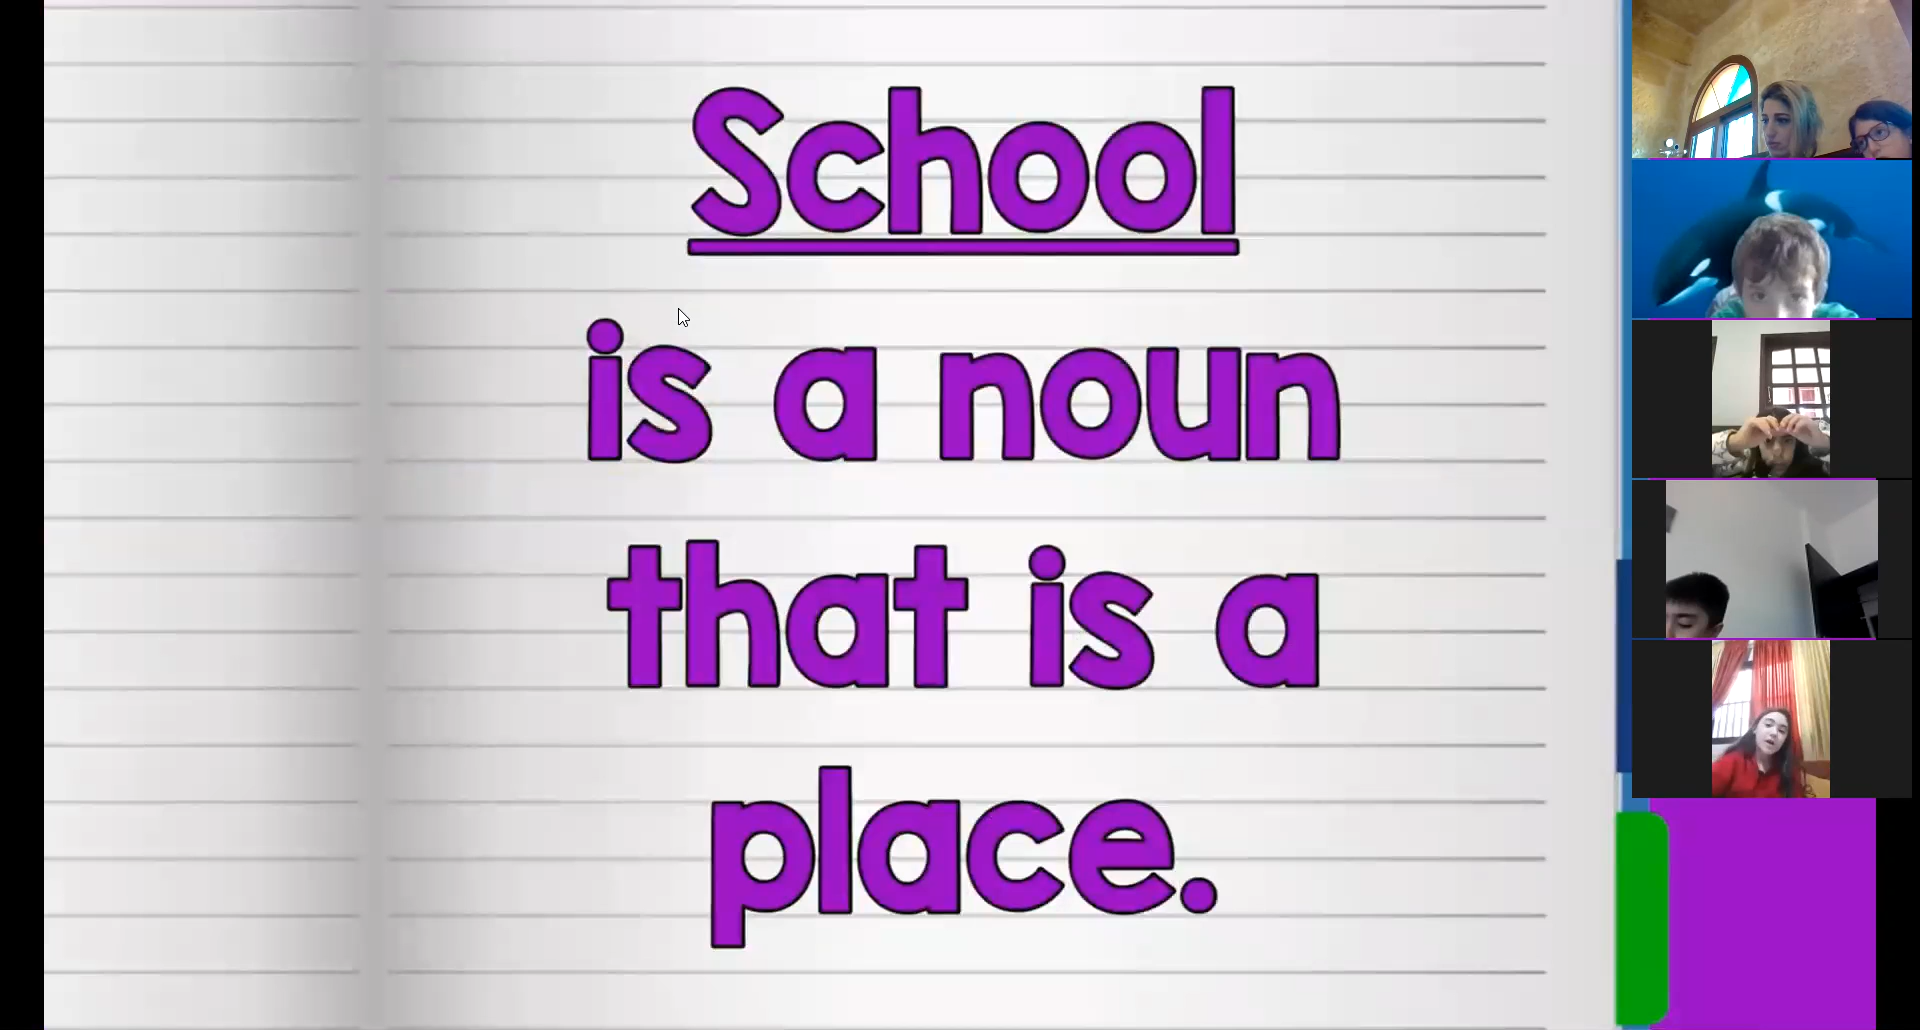 School
is a noun
that is a
place.